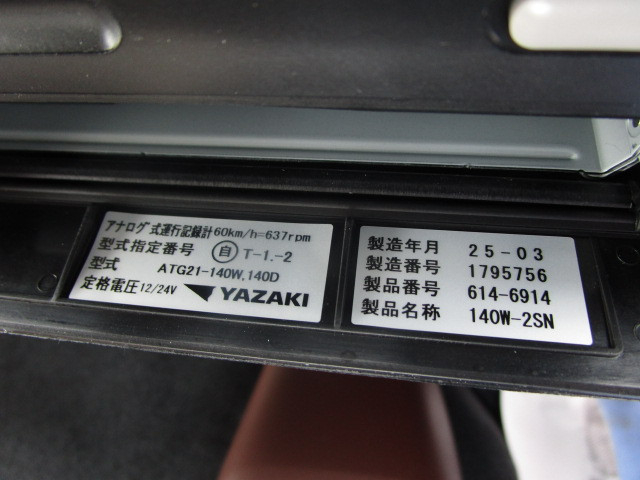 アナログ式運行記録計60km/h=637rpm
型式指定番号 自 T-1.-2
型式 ATG21-140W,140D
定格電圧12/24V YAZAKI
製造年月 25-03
製造番号 1795756
製品番号 614-6914
製品名称 140W-2SN